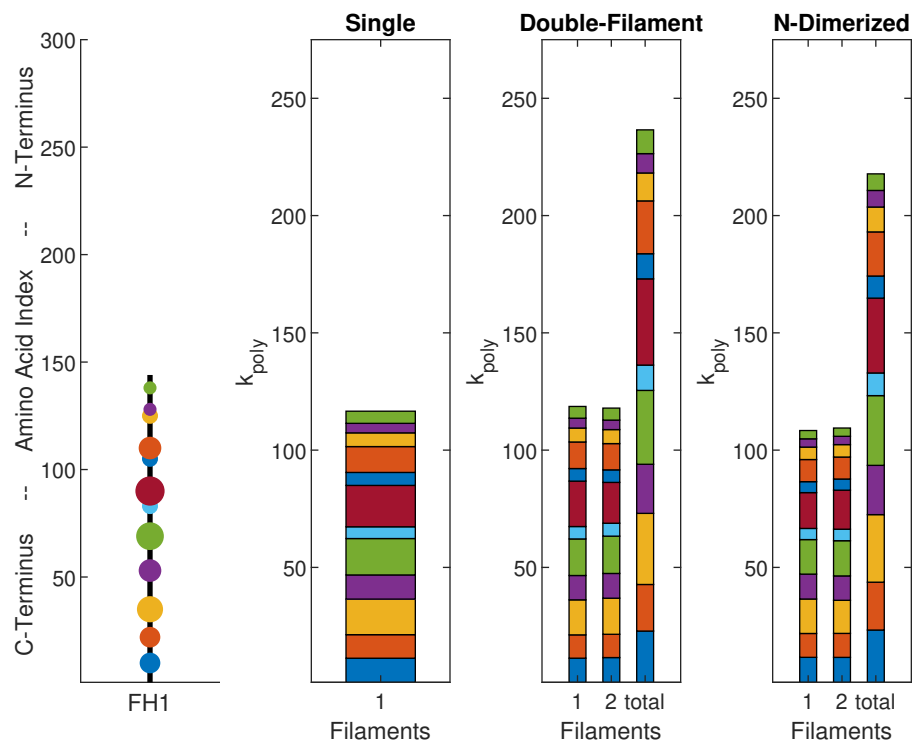 Single
Double-Filament
N-Dimerized
C-Terminus -- Amino Acid Index -- N-Terminus
300
250
200
150
100
50
FH1
k_poly
250
200
150
100
50
1
Filaments
k_poly
250
200
150
100
50
1 2 total
Filaments
k_poly
250
200
150
100
50
1 2 total
Filaments